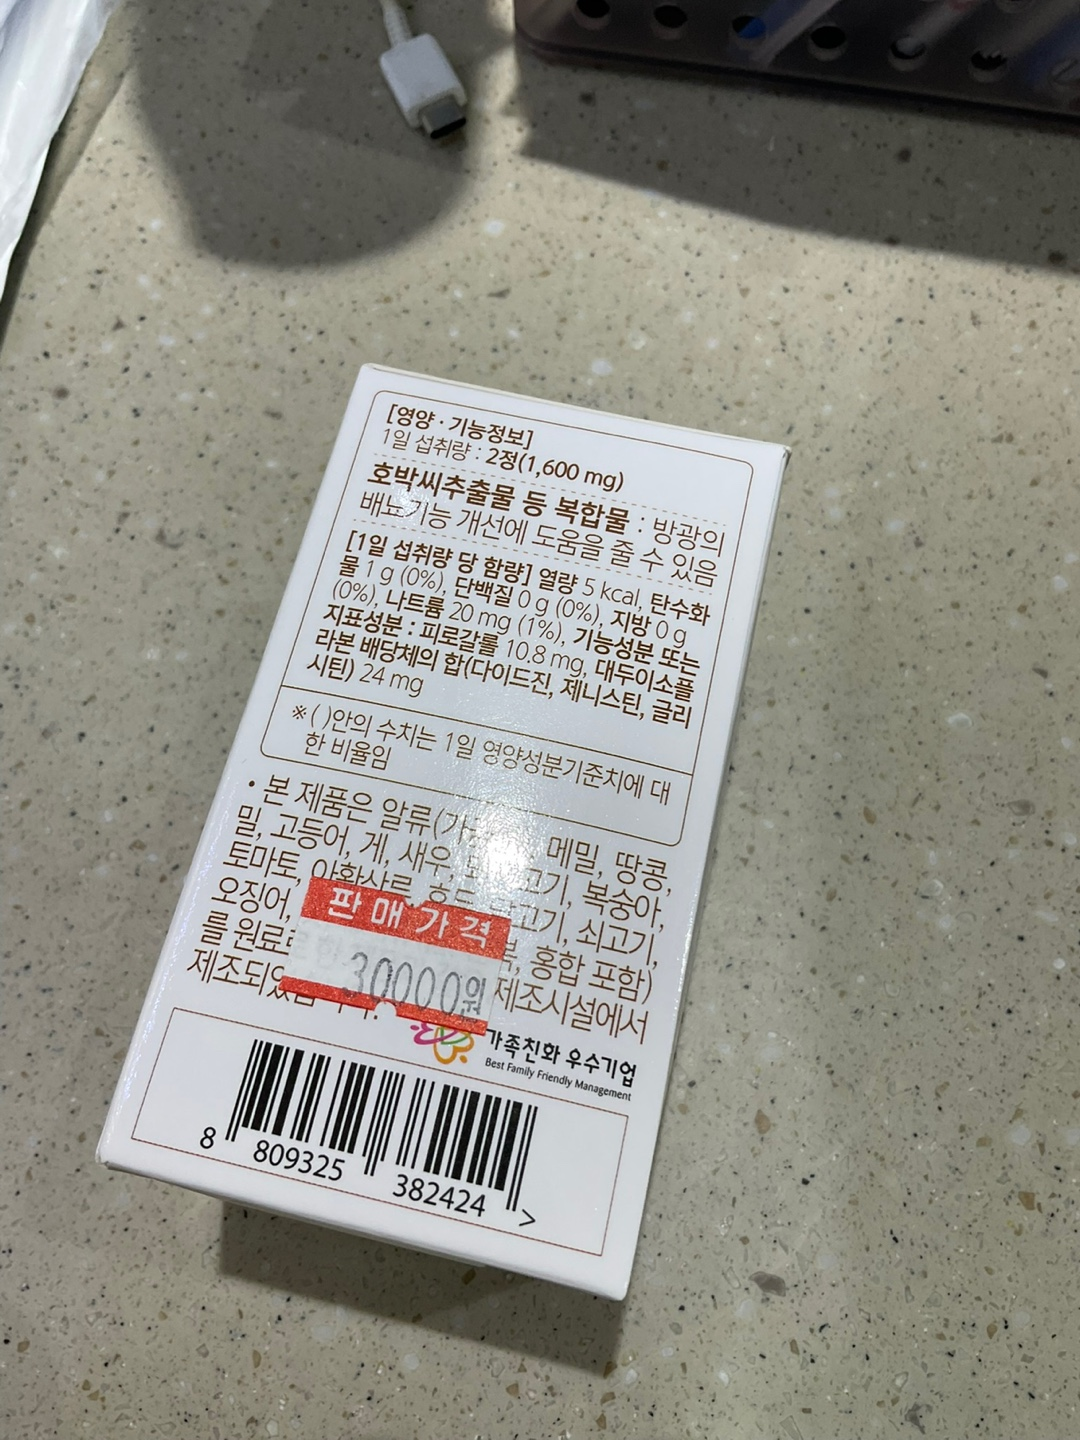 [영양 · 기능정보]
1일 섭취량 : 2정(1,600 mg)
호박씨추출물 등 복합물 : 방광의
배뇨기능 개선에 도움을 줄 수 있음
[1일 섭취량 당 함량] 열량 5 kcal, 탄수화
물 1 g (0%), 단백질 0 g (0%), 지방 0 g
(0%), 나트륨 20 mg (1%), 기능성분 또는
지표성분 : 피로갈롤 10.8 mg, 대두이소플
라본 배당체의 합(다이드진, 제니스틴, 글리
시틴) 24 mg
※ ( )안의 수치는 1일 영양성분기준치에 대
한 비율임
• 본 제품은 알류( 메밀, 땅콩,
밀, 고등어, 게, 새우, 복숭아,
토마토, 아황산류, 닭고기, 쇠고기,
오징어, 홍합 포함)
를 원료 제조시설에서
제조되었습니다.
판매가격
30000원
가족친화 우수기업
Best Family Friendly Management
8 809325 382424 >